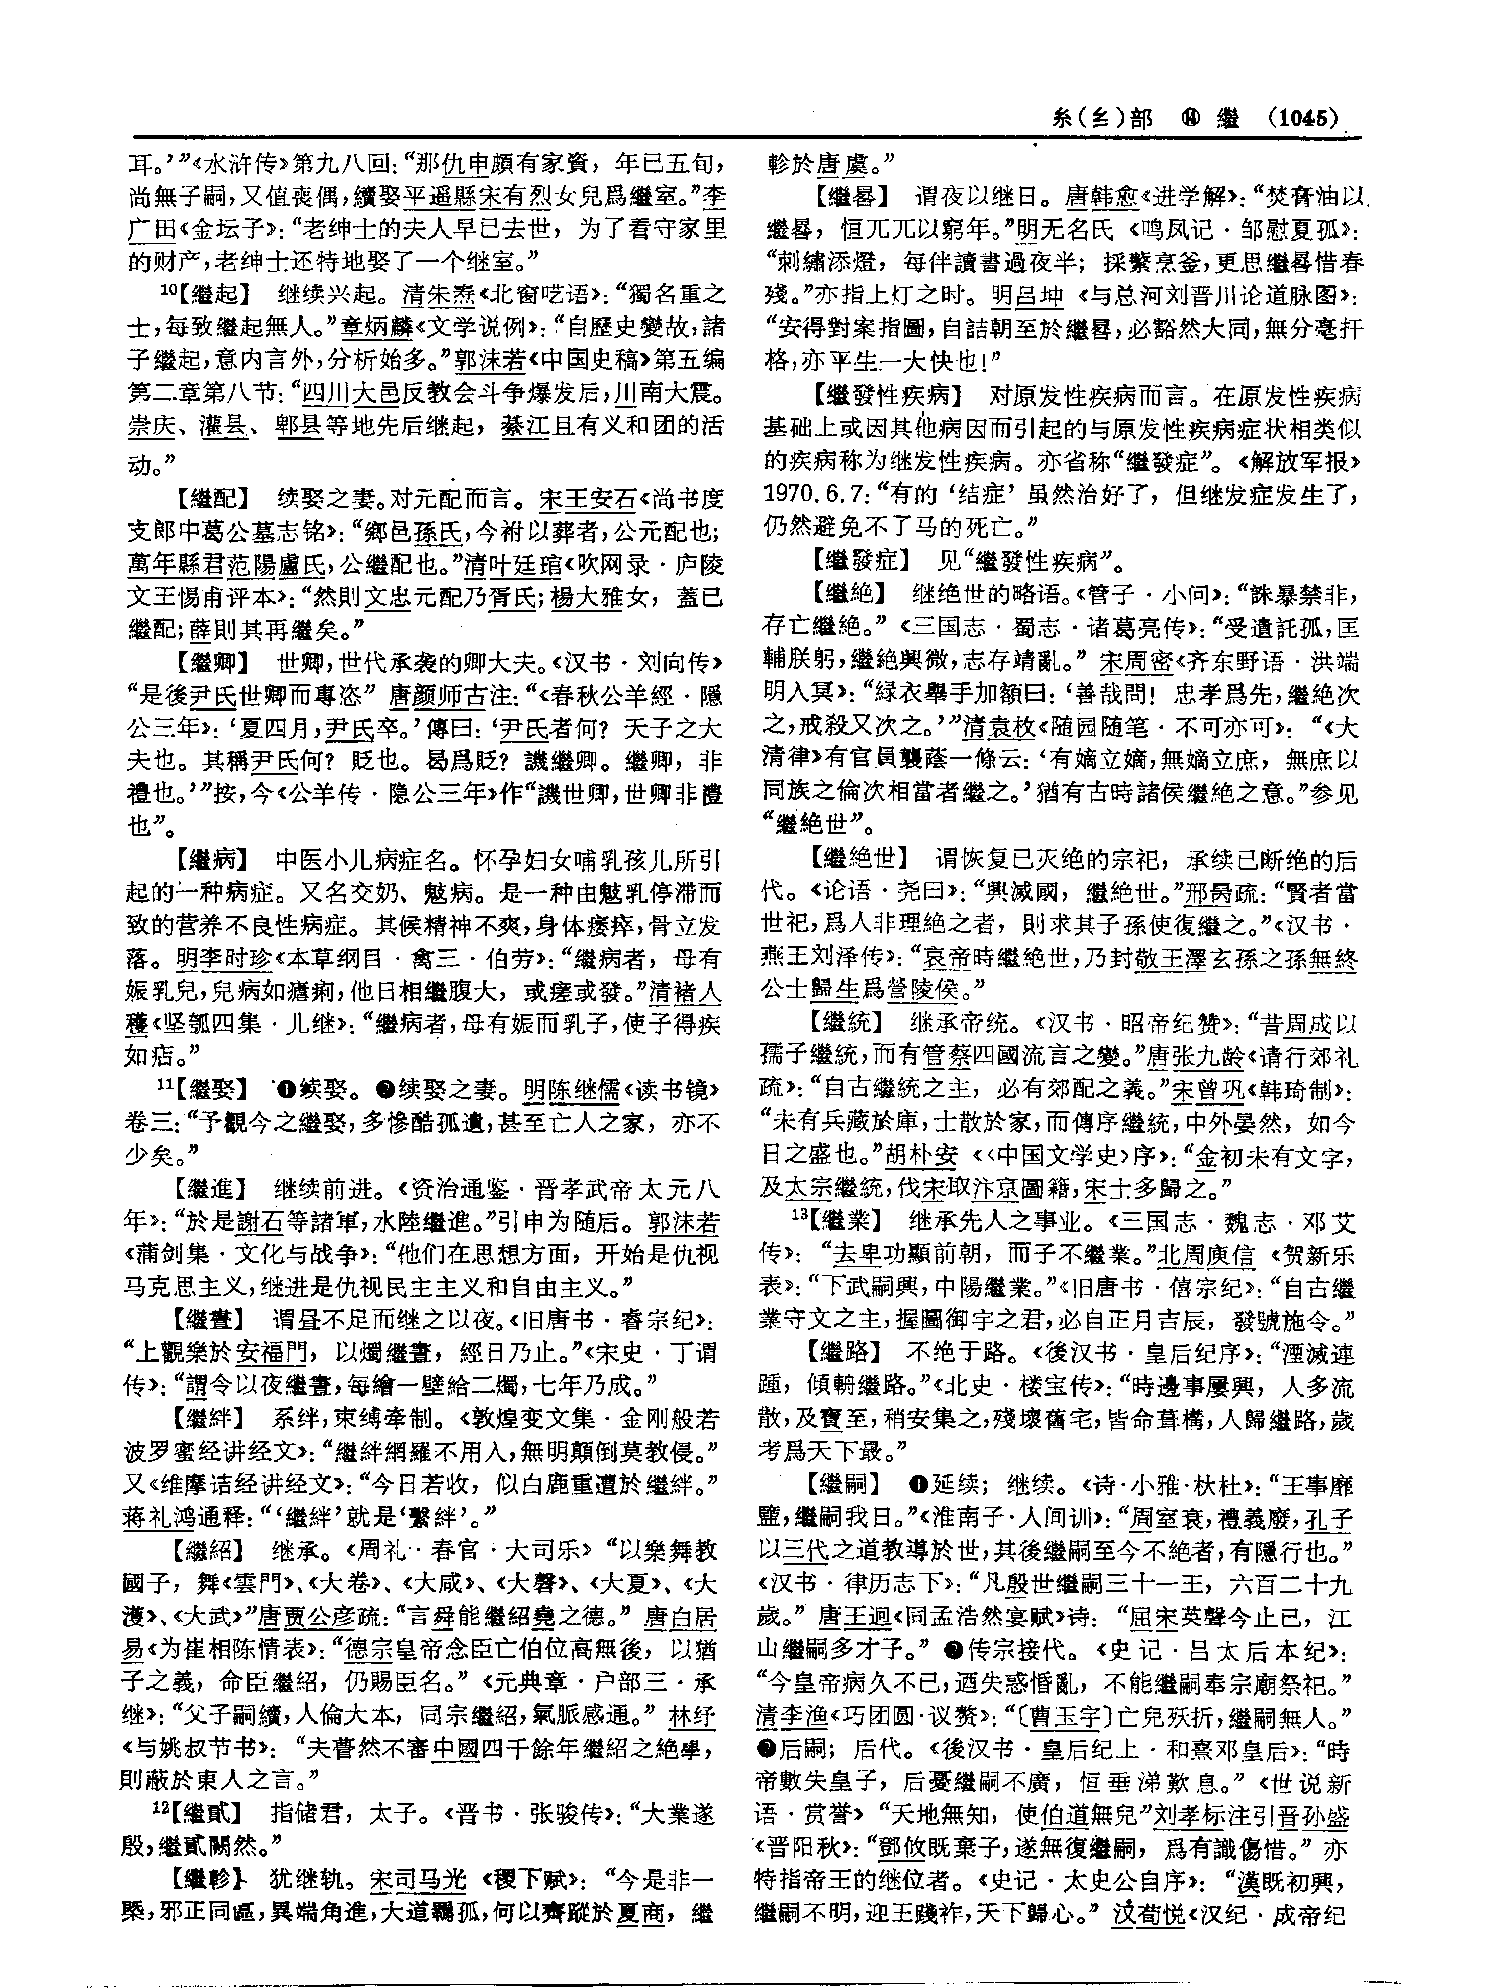 糸(纟)部 ⑭ 繼 (1045)
耳。’”《水浒传》第九八回:“那仇申頗有家資，年已五旬，
尚無子嗣，又值喪偶，續娶平遥縣宋有烈女兒爲繼室。”李
广田《金坛子》:“老绅士的夫人早已去世，为了看守家里
的财产，老绅士还特地娶了一个继室。”
10【繼起】 继续兴起。清朱焘《北窗呓语》:“獨名重之
士，每致繼起無人。”章炳麟《文学说例》:“自歷史變故，諸
子繼起，意内言外，分析始多。”郭沫若《中国史稿》第五编
第二章第八节:“四川大邑反教会斗争爆发后，川南大震。
崇庆、灌县、郫县等地先后继起，綦江且有义和团的活
动。”
【繼配】 续娶之妻。对元配而言。宋王安石《尚书度
支郎中葛公墓志铭》:“鄉邑孫氏，今祔以葬者，公元配也;
萬年縣君范陽盧氏，公繼配也。”清叶廷琯《吹网录·庐陵
文王惕甫评本》:“然則文忠元配乃胥氏;楊大雅女，蓋已
繼配;薛則其再繼矣。”
【繼卿】 世卿，世代承袭的卿大夫。《汉书·刘向传》
“是後尹氏世卿而專恣” 唐颜师古注:“《春秋公羊經·隱
公三年》:‘夏四月，尹氏卒。’傳曰:‘尹氏者何? 天子之大
夫也。其稱尹氏何? 貶也。曷爲貶? 譏繼卿。繼卿，非
禮也。’”按，今《公羊传·隐公三年》作“譏世卿，世卿非禮
也”。
【繼病】 中医小儿病症名。怀孕妇女哺乳孩儿所引
起的一种病症。又名交奶、魃病。是一种由魃乳停滞而
致的营养不良性病症。其候精神不爽，身体痿瘁，骨立发
落。明李时珍《本草纲目·禽三·伯劳》:“繼病者，母有
娠乳兒，兒病如瘧痢，他日相繼腹大，或瘥或發。”清褚人
穫《坚瓠四集·儿继》:“繼病者，母有娠而乳子，使子得疾
如痁。”
11【繼娶】 ❶续娶。❷续娶之妻。明陈继儒《读书镜》
卷三:“予觀今之繼娶，多慘酷孤遺，甚至亡人之家，亦不
少矣。”
【繼進】 继续前进。《资治通鉴·晋孝武帝太元八
年》:“於是謝石等諸軍，水陸繼進。”引申为随后。郭沫若
《蒲剑集·文化与战争》:“他们在思想方面，开始是仇视
马克思主义，继进是仇视民主主义和自由主义。”
【繼晝】 谓昼不足而继之以夜。《旧唐书·睿宗纪》:
“上觀樂於安福門，以燭繼晝，經日乃止。”《宋史·丁谓
传》:“謂令以夜繼晝，每繪一壁給二燭，七年乃成。”
【繼絆】 系绊，束缚牵制。《敦煌变文集·金刚般若
波罗蜜经讲经文》:“繼絆網羅不用入，無明顛倒莫教侵。”
又《维摩诘经讲经文》:“今日若收，似白鹿重遭於繼絆。”
蒋礼鸿通释:“‘繼絆’就是‘繫絆’。”
【繼紹】 继承。《周礼·春官·大司乐》“以樂舞教
國子，舞《雲門》、《大卷》、《大咸》、《大磬》、《大夏》、《大
濩》、《大武》”唐贾公彦疏:“言舜能繼紹堯之德。” 唐白居
易《为崔相陈情表》:“德宗皇帝念臣亡伯位高無後，以猶
子之義，命臣繼紹，仍賜臣名。” 《元典章·户部三·承
继》:“父子嗣續，人倫大本，同宗繼紹，氣脈感通。” 林纾
《与姚叔节书》: “夫瞢然不審中國四千餘年繼紹之絶學，
則蔽於東人之言。”
12【繼貳】 指储君，太子。《晋书·张骏传》:“大業遂
殷，繼貳闕然。”
【繼軫】 犹继轨。宋司马光《稷下赋》:“今是非一
槩，邪正同區，異端角進，大道羈孤，何以齊蹤於夏商，繼
軫於唐虞。”
【繼晷】 谓夜以继日。唐韩愈《进学解》:“焚膏油以
繼晷，恒兀兀以窮年。”明无名氏《鸣凤记·邹慰夏孤》:
“刺繡添燈，每伴讀書過夜半; 採繁烹釜，更思繼晷惜春
殘。”亦指上灯之时。明吕坤《与总河刘晋川论道脉图》:
“安得對案指圖，自詰朝至於繼晷，必豁然大同，無分毫扞
格，亦平生一大快也!”
【繼發性疾病】 对原发性疾病而言。在原发性疾病
基础上或因其他病因而引起的与原发性疾病症状相类似
的疾病称为继发性疾病。亦省称“繼發症”。《解放军报》
1970.6.7:“有的‘结症’虽然治好了，但继发症发生了，
仍然避免不了马的死亡。”
【繼發症】 见“繼發性疾病”。
【繼絶】 继绝世的略语。《管子·小问》:“誅暴禁非，
存亡繼絶。”《三国志·蜀志·诸葛亮传》:“受遺託孤，匡
輔朕躬，繼絶興微，志存靖亂。” 宋周密《齐东野语·洪端
明入冥》:“緑衣舉手加額曰:‘善哉問! 忠孝爲先，繼絶次
之，戒殺又次之。’”清袁枚《随园随笔·不可亦可》: “《大
清律》有官員襲蔭一條云:‘有嫡立嫡，無嫡立庶，無庶以
同族之倫次相當者繼之。’猶有古時諸侯繼絶之意。”参见
“繼絶世”。
【繼絶世】 谓恢复已灭绝的宗祀，承续已断绝的后
代。《论语·尧曰》:“興滅國，繼絶世。”邢昺疏:“賢者當
世祀，爲人非理絶之者，則求其子孫使復繼之。”《汉书·
燕王刘泽传》:“哀帝時繼絶世，乃封敬王澤玄孫之孫無終
公士歸生爲營陵侯。”
【繼統】 继承帝统。《汉书·昭帝纪赞》:“昔周成以
孺子繼統，而有管蔡四國流言之變。”唐张九龄《请行郊礼
疏》:“自古繼統之主，必有郊配之義。”宋曾巩《韩琦制》:
“未有兵藏於庫，士散於家，而傳序繼統，中外晏然，如今
日之盛也。”胡朴安《〈中国文学史〉序》:“金初未有文字，
及太宗繼統，伐宋取汴京圖籍，宋士多歸之。”
13【繼業】 继承先人之事业。《三国志·魏志·邓艾
传》: “去卑功顯前朝，而子不繼業。”北周庾信《贺新乐
表》:“下武嗣興，中陽繼業。”《旧唐书·僖宗纪》:“自古繼
業守文之主，握圖御宇之君，必自正月吉辰，發號施令。”
【繼路】 不绝于路。《後汉书·皇后纪序》:“湮滅連
踵，傾輈繼路。”《北史·楼宝传》:“時邊事屢興，人多流
散，及寶至，稍安集之，殘壞舊宅，皆命葺構，人歸繼路，歲
考爲天下最。”
【繼嗣】 ❶延续; 继续。《诗·小雅·杕杜》:“王事靡
盬，繼嗣我日。”《淮南子·人间训》:“周室衰，禮義廢，孔子
以三代之道教導於世，其後繼嗣至今不絶者，有隱行也。”
《汉书·律历志下》:“凡殷世繼嗣三十一王，六百二十九
歲。” 唐王迥《同孟浩然宴赋》诗: “屈宋英聲今止已，江
山繼嗣多才子。” ❷传宗接代。《史记·吕太后本纪》:
“今皇帝病久不已，迺失惑惛亂，不能繼嗣奉宗廟祭祀。”
清李渔《巧团圆·议赘》:“〔曹玉宇〕亡兒殀折，繼嗣無人。”
❸后嗣; 后代。《後汉书·皇后纪上·和熹邓皇后》:“時
帝數失皇子，后憂繼嗣不廣，恒垂涕歎息。”《世说新
语·赏誉》“天地無知，使伯道無兒”刘孝标注引晋孙盛
《晋阳秋》:“鄧攸既棄子，遂無復繼嗣，爲有識傷惜。” 亦
特指帝王的继位者。《史记·太史公自序》: “漢既初興，
繼嗣不明，迎王踐祚，天下歸心。” 汉荀悦《汉纪·成帝纪